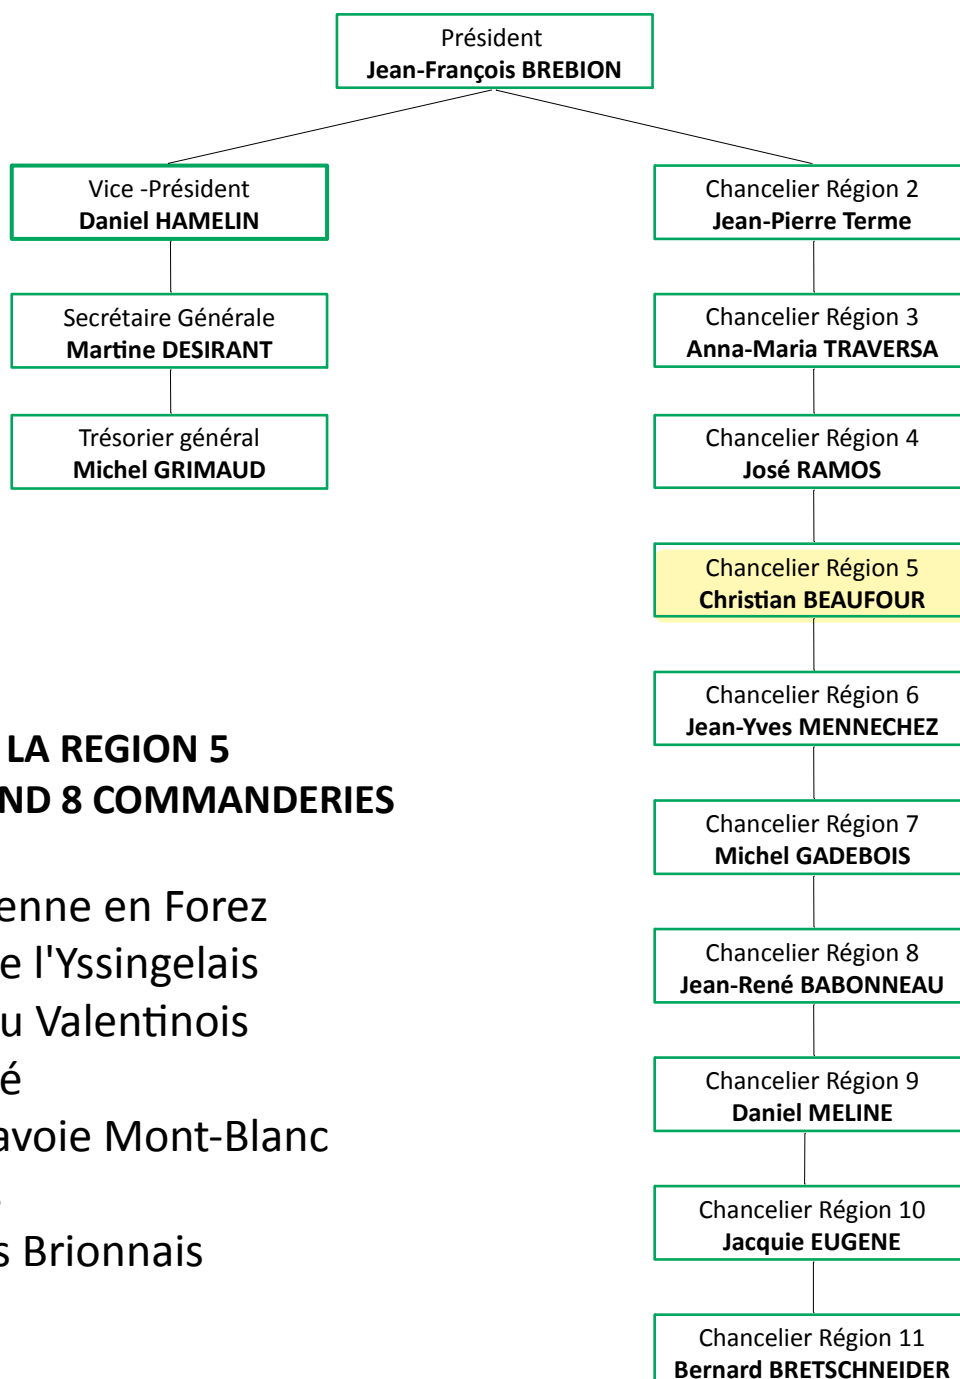 Président
Jean-François BREBION
Vice -Président
Daniel HAMELIN
Secrétaire Générale
Martine DESIRANT
Trésorier général
Michel GRIMAUD
Chancelier Région 2
Jean-Pierre Terme
Chancelier Région 3
Anna-Maria TRAVERSA
Chancelier Région 4
José RAMOS
Chancelier Région 5
Christian BEAUFOUR
Chancelier Région 6
Jean-Yves MENNECHEZ
Chancelier Région 7
Michel GADEBOIS
Chancelier Région 8
Jean-René BABONNEAU
Chancelier Région 9
Daniel MELINE
Chancelier Région 10
Jacquie EUGENE
Chancelier Région 11
Bernard BRETSCHNEIDER
LA REGION 5
ND 8 COMMANDERIES
enne en Forez
e l'Yssingelais
u Valentinois
é
avoie Mont-Blanc
s Brionnais